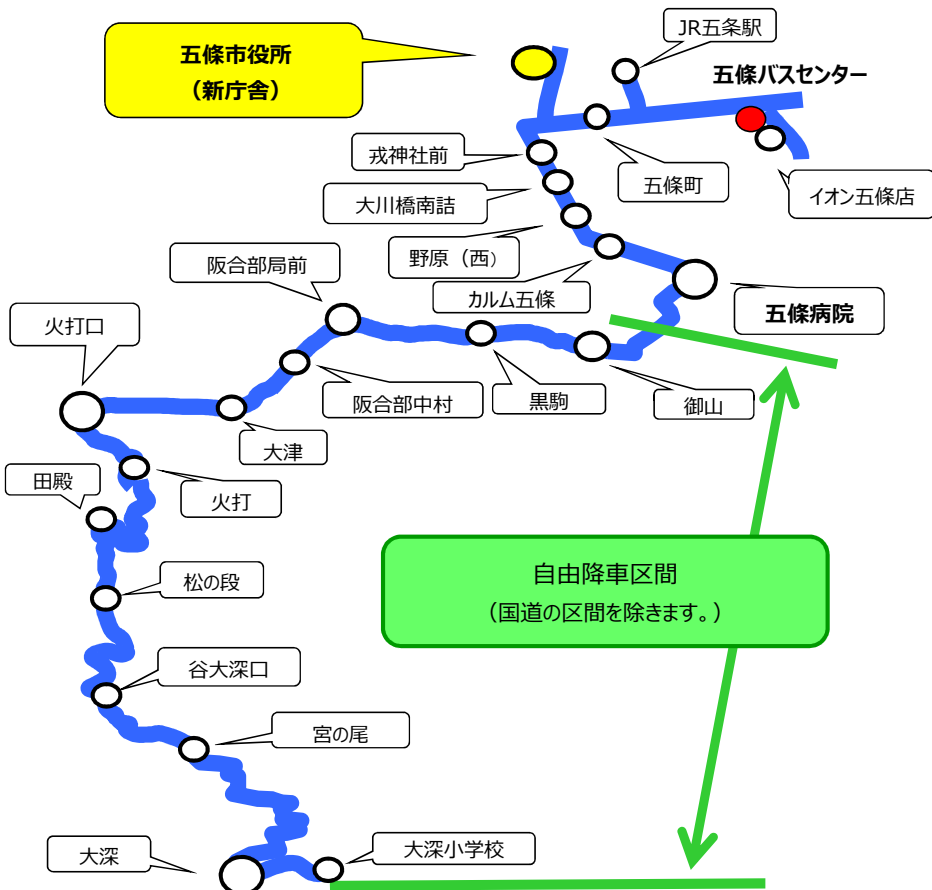 五條市役所
（新庁舎）
JR五条駅
五條バスセンター
戎神社前
五條町
イオン五條店
大川橋南詰
野原（西）
阪合部局前
カルム五條
五條病院
火打口
阪合部中村
黒駒
御山
大津
田殿
火打
自由降車区間
（国道の区間を除きます。）
松の段
谷大深口
宮の尾
大深
大深小学校